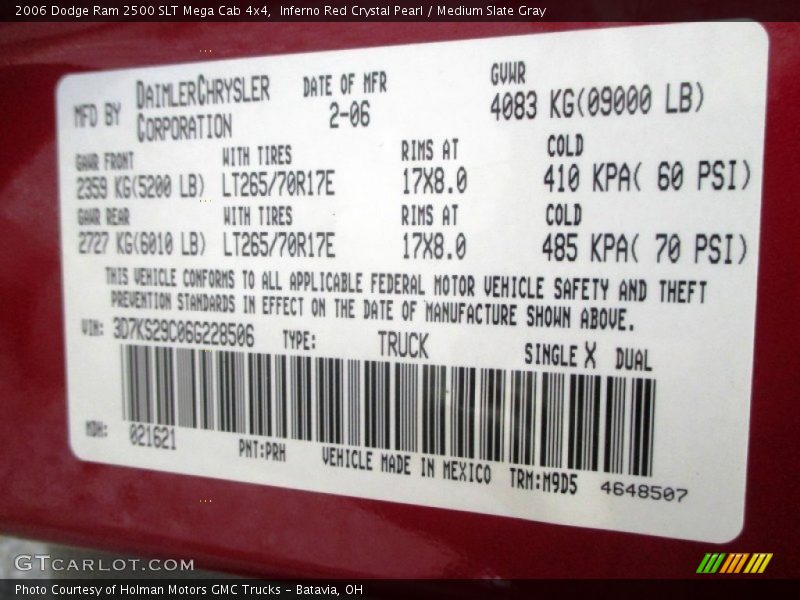 2006 Dodge Ram 2500 SLT Mega Cab 4x4,  Inferno Red Crystal Pearl / Medium Slate Gray
MFD BY DAIMLERCHRYSLER CORPORATION
DATE OF MFR 2-06
GVWR 4083 KG(09000 LB)
GAWR FRONT WITH TIRES RIMS AT COLD
2359 KG(5200 LB) LT265/70R17E 17X8.0 410 KPA( 60 PSI)
GAWR REAR WITH TIRES RIMS AT COLD
2727 KG(6010 LB) LT265/70R17E 17X8.0 485 KPA( 70 PSI)
THIS VEHICLE CONFORMS TO ALL APPLICABLE FEDERAL MOTOR VEHICLE SAFETY AND THEFT
PREVENTION STANDARDS IN EFFECT ON THE DATE OF MANUFACTURE SHOWN ABOVE.
VIN: 3D7KS29C06G228506 TYPE: TRUCK SINGLE X DUAL
MDH: 021621 PNT:PRH VEHICLE MADE IN MEXICO TRM:M9D5 4648507
GTCARLOT.COM
Photo Courtesy of Holman Motors GMC Trucks – Batavia, OH